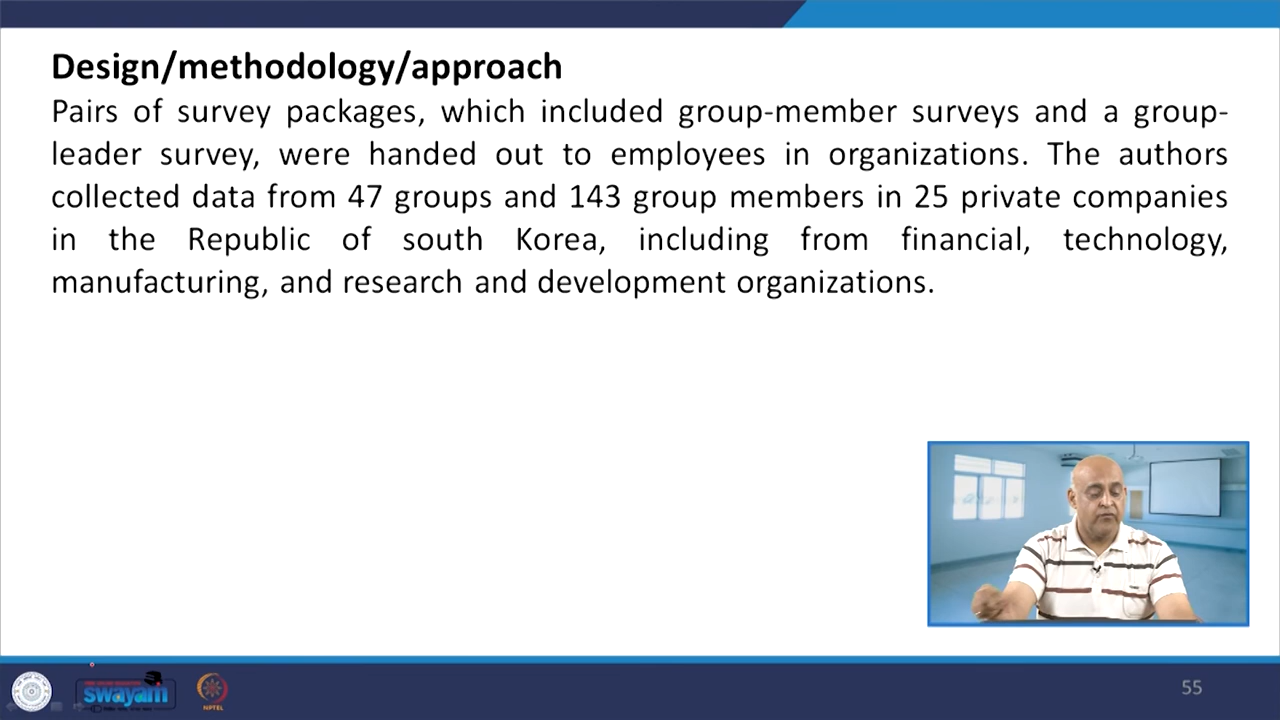 Design/methodology/approach
Pairs of survey packages, which included group-member surveys and a group-
leader survey, were handed out to employees in organizations. The authors
collected data from 47 groups and 143 group members in 25 private companies
in the Republic of south Korea, including from financial, technology,
manufacturing, and research and development organizations.
swayam
NPTEL
55